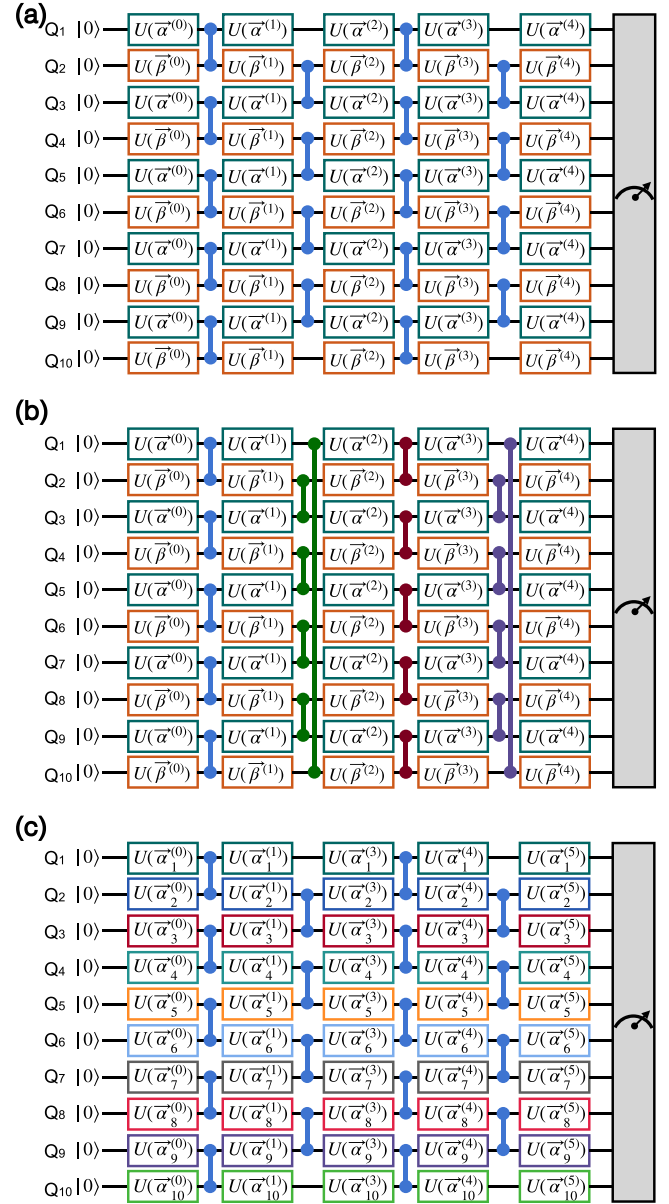 (a)
Q1 |0⟩ U(α⃗(0)) U(α⃗(1)) U(α⃗(2)) U(α⃗(3)) U(α⃗(4))
Q2 |0⟩ U(β⃗(0)) U(β⃗(1)) U(β⃗(2)) U(β⃗(3)) U(β⃗(4))
Q3 |0⟩ U(α⃗(0)) U(α⃗(1)) U(α⃗(2)) U(α⃗(3)) U(α⃗(4))
Q4 |0⟩ U(β⃗(0)) U(β⃗(1)) U(β⃗(2)) U(β⃗(3)) U(β⃗(4))
Q5 |0⟩ U(α⃗(0)) U(α⃗(1)) U(α⃗(2)) U(α⃗(3)) U(α⃗(4))
Q6 |0⟩ U(β⃗(0)) U(β⃗(1)) U(β⃗(2)) U(β⃗(3)) U(β⃗(4))
Q7 |0⟩ U(α⃗(0)) U(α⃗(1)) U(α⃗(2)) U(α⃗(3)) U(α⃗(4))
Q8 |0⟩ U(β⃗(0)) U(β⃗(1)) U(β⃗(2)) U(β⃗(3)) U(β⃗(4))
Q9 |0⟩ U(α⃗(0)) U(α⃗(1)) U(α⃗(2)) U(α⃗(3)) U(α⃗(4))
Q10 |0⟩ U(β⃗(0)) U(β⃗(1)) U(β⃗(2)) U(β⃗(3)) U(β⃗(4))
(b)
Q1 |0⟩ U(α⃗(0)) U(α⃗(1)) U(α⃗(2)) U(α⃗(3)) U(α⃗(4))
Q2 |0⟩ U(β⃗(0)) U(β⃗(1)) U(β⃗(2)) U(β⃗(3)) U(β⃗(4))
Q3 |0⟩ U(α⃗(0)) U(α⃗(1)) U(α⃗(2)) U(α⃗(3)) U(α⃗(4))
Q4 |0⟩ U(β⃗(0)) U(β⃗(1)) U(β⃗(2)) U(β⃗(3)) U(β⃗(4))
Q5 |0⟩ U(α⃗(0)) U(α⃗(1)) U(α⃗(2)) U(α⃗(3)) U(α⃗(4))
Q6 |0⟩ U(β⃗(0)) U(β⃗(1)) U(β⃗(2)) U(β⃗(3)) U(β⃗(4))
Q7 |0⟩ U(α⃗(0)) U(α⃗(1)) U(α⃗(2)) U(α⃗(3)) U(α⃗(4))
Q8 |0⟩ U(β⃗(0)) U(β⃗(1)) U(β⃗(2)) U(β⃗(3)) U(β⃗(4))
Q9 |0⟩ U(α⃗(0)) U(α⃗(1)) U(α⃗(2)) U(α⃗(3)) U(α⃗(4))
Q10 |0⟩ U(β⃗(0)) U(β⃗(1)) U(β⃗(2)) U(β⃗(3)) U(β⃗(4))
(c)
Q1 |0⟩ U(α⃗1(0)) U(α⃗1(1)) U(α⃗1(3)) U(α⃗1(4)) U(α⃗1(5))
Q2 |0⟩ U(α⃗2(0)) U(α⃗2(1)) U(α⃗2(3)) U(α⃗2(4)) U(α⃗2(5))
Q3 |0⟩ U(α⃗3(0)) U(α⃗3(1)) U(α⃗3(3)) U(α⃗3(4)) U(α⃗3(5))
Q4 |0⟩ U(α⃗4(0)) U(α⃗4(1)) U(α⃗4(3)) U(α⃗4(4)) U(α⃗4(5))
Q5 |0⟩ U(α⃗5(0)) U(α⃗5(1)) U(α⃗5(3)) U(α⃗5(4)) U(α⃗5(5))
Q6 |0⟩ U(α⃗6(0)) U(α⃗6(1)) U(α⃗6(3)) U(α⃗6(4)) U(α⃗6(5))
Q7 |0⟩ U(α⃗7(0)) U(α⃗7(1)) U(α⃗7(3)) U(α⃗7(4)) U(α⃗7(5))
Q8 |0⟩ U(α⃗8(0)) U(α⃗8(1)) U(α⃗8(3)) U(α⃗8(4)) U(α⃗8(5))
Q9 |0⟩ U(α⃗9(0)) U(α⃗9(1)) U(α⃗9(3)) U(α⃗9(4)) U(α⃗9(5))
Q10 |0⟩ U(α⃗10(0)) U(α⃗10(1)) U(α⃗10(3)) U(α⃗10(4)) U(α⃗10(5))